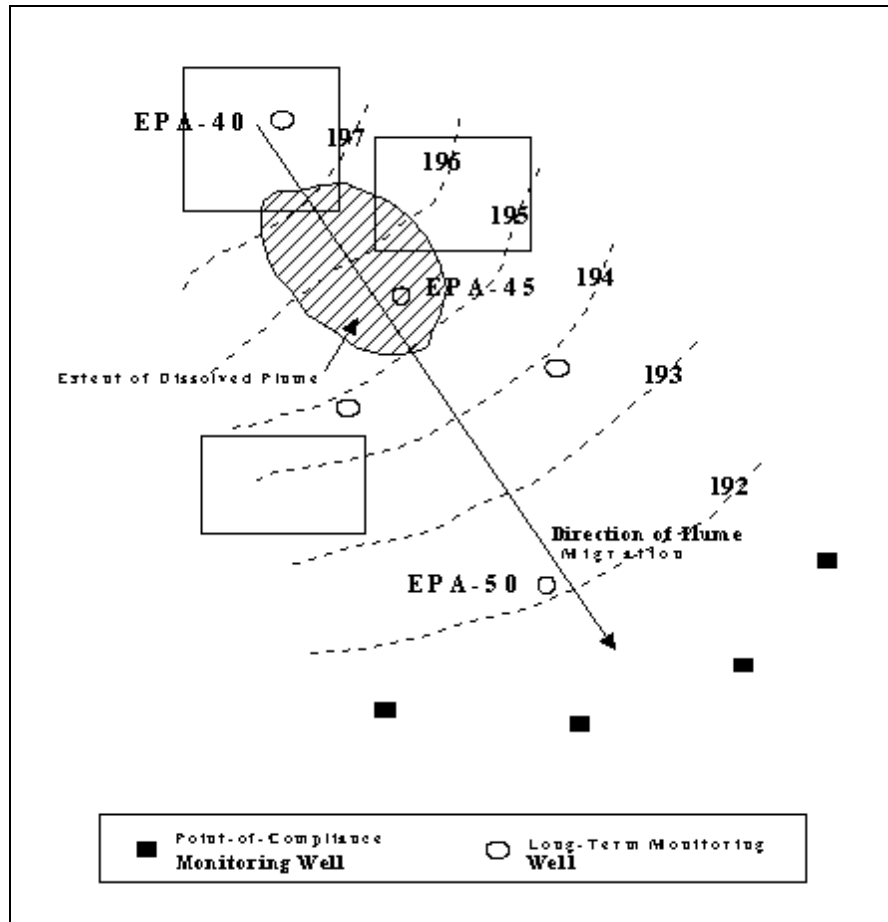 EPA-40
197
196
195
EPA-45
194
Extent of Dissolved Plume
193
192
Direction of Plume
Migration
EPA-50
Point-of-Compliance
Monitoring Well
Long-Term Monitoring
Well